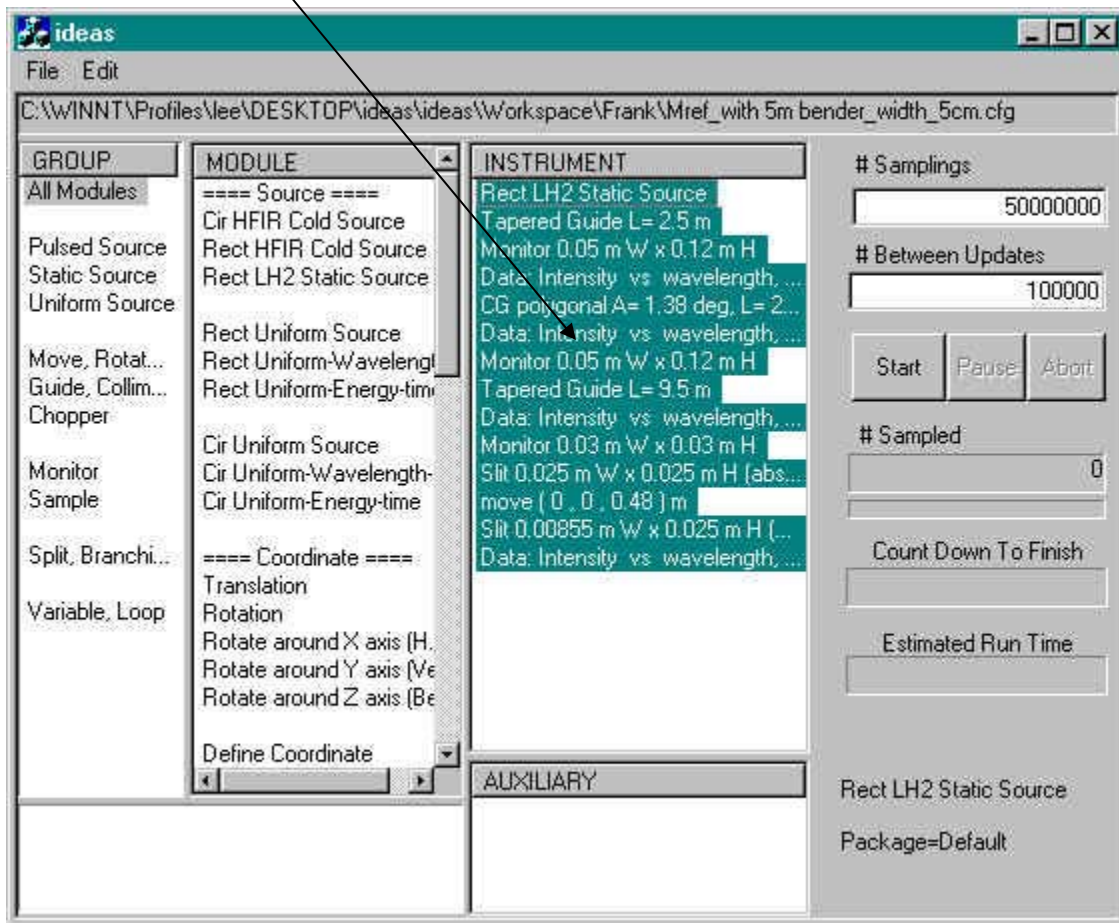 ideas
File Edit
C:\WINNT\Profiles\lee\DESKTOP\ideas\ideas\Workspace\Frank\Mref_with 5m bender_width_5cm.cfg
GROUP
All Modules
Pulsed Source
Static Source
Uniform Source
Move, Rotat...
Guide, Collim...
Chopper
Monitor
Sample
Split, Branchi...
Variable, Loop
MODULE
==== Source ====
Cir HFIR Cold Source
Rect HFIR Cold Source
Rect LH2 Static Source
Rect Uniform Source
Rect Uniform-Wavelengt
Rect Uniform-Energy-time
Cir Uniform Source
Cir Uniform-Wavelength-
Cir Uniform-Energy-time
==== Coordinate ====
Translation
Rotation
Rotate around X axis (H.
Rotate around Y axis (Ve
Rotate around Z axis (Be
Define Coordinate
INSTRUMENT
Rect LH2 Static Source
Tapered Guide L= 2.5 m
Monitor 0.05 m W x 0.12 m H
Data: Intensity vs wavelength, ...
CG polygonal A= 1.38 deg, L= 2...
Data: Intensity vs wavelength, ...
Monitor 0.05 m W x 0.12 m H
Tapered Guide L= 9.5 m
Data: Intensity vs wavelength, ...
Monitor 0.03 m W x 0.03 m H
Slit 0.025 m W x 0.025 m H (abs...
move ( 0 , 0 , 0.48 ) m
Slit 0.00855 m W x 0.025 m H (...
Data: Intensity vs wavelength, ...
AUXILIARY
# Samplings
50000000
# Between Updates
100000
Start Pause Abort
# Sampled
0
Count Down To Finish
Estimated Run Time
Rect LH2 Static Source
Package=Default